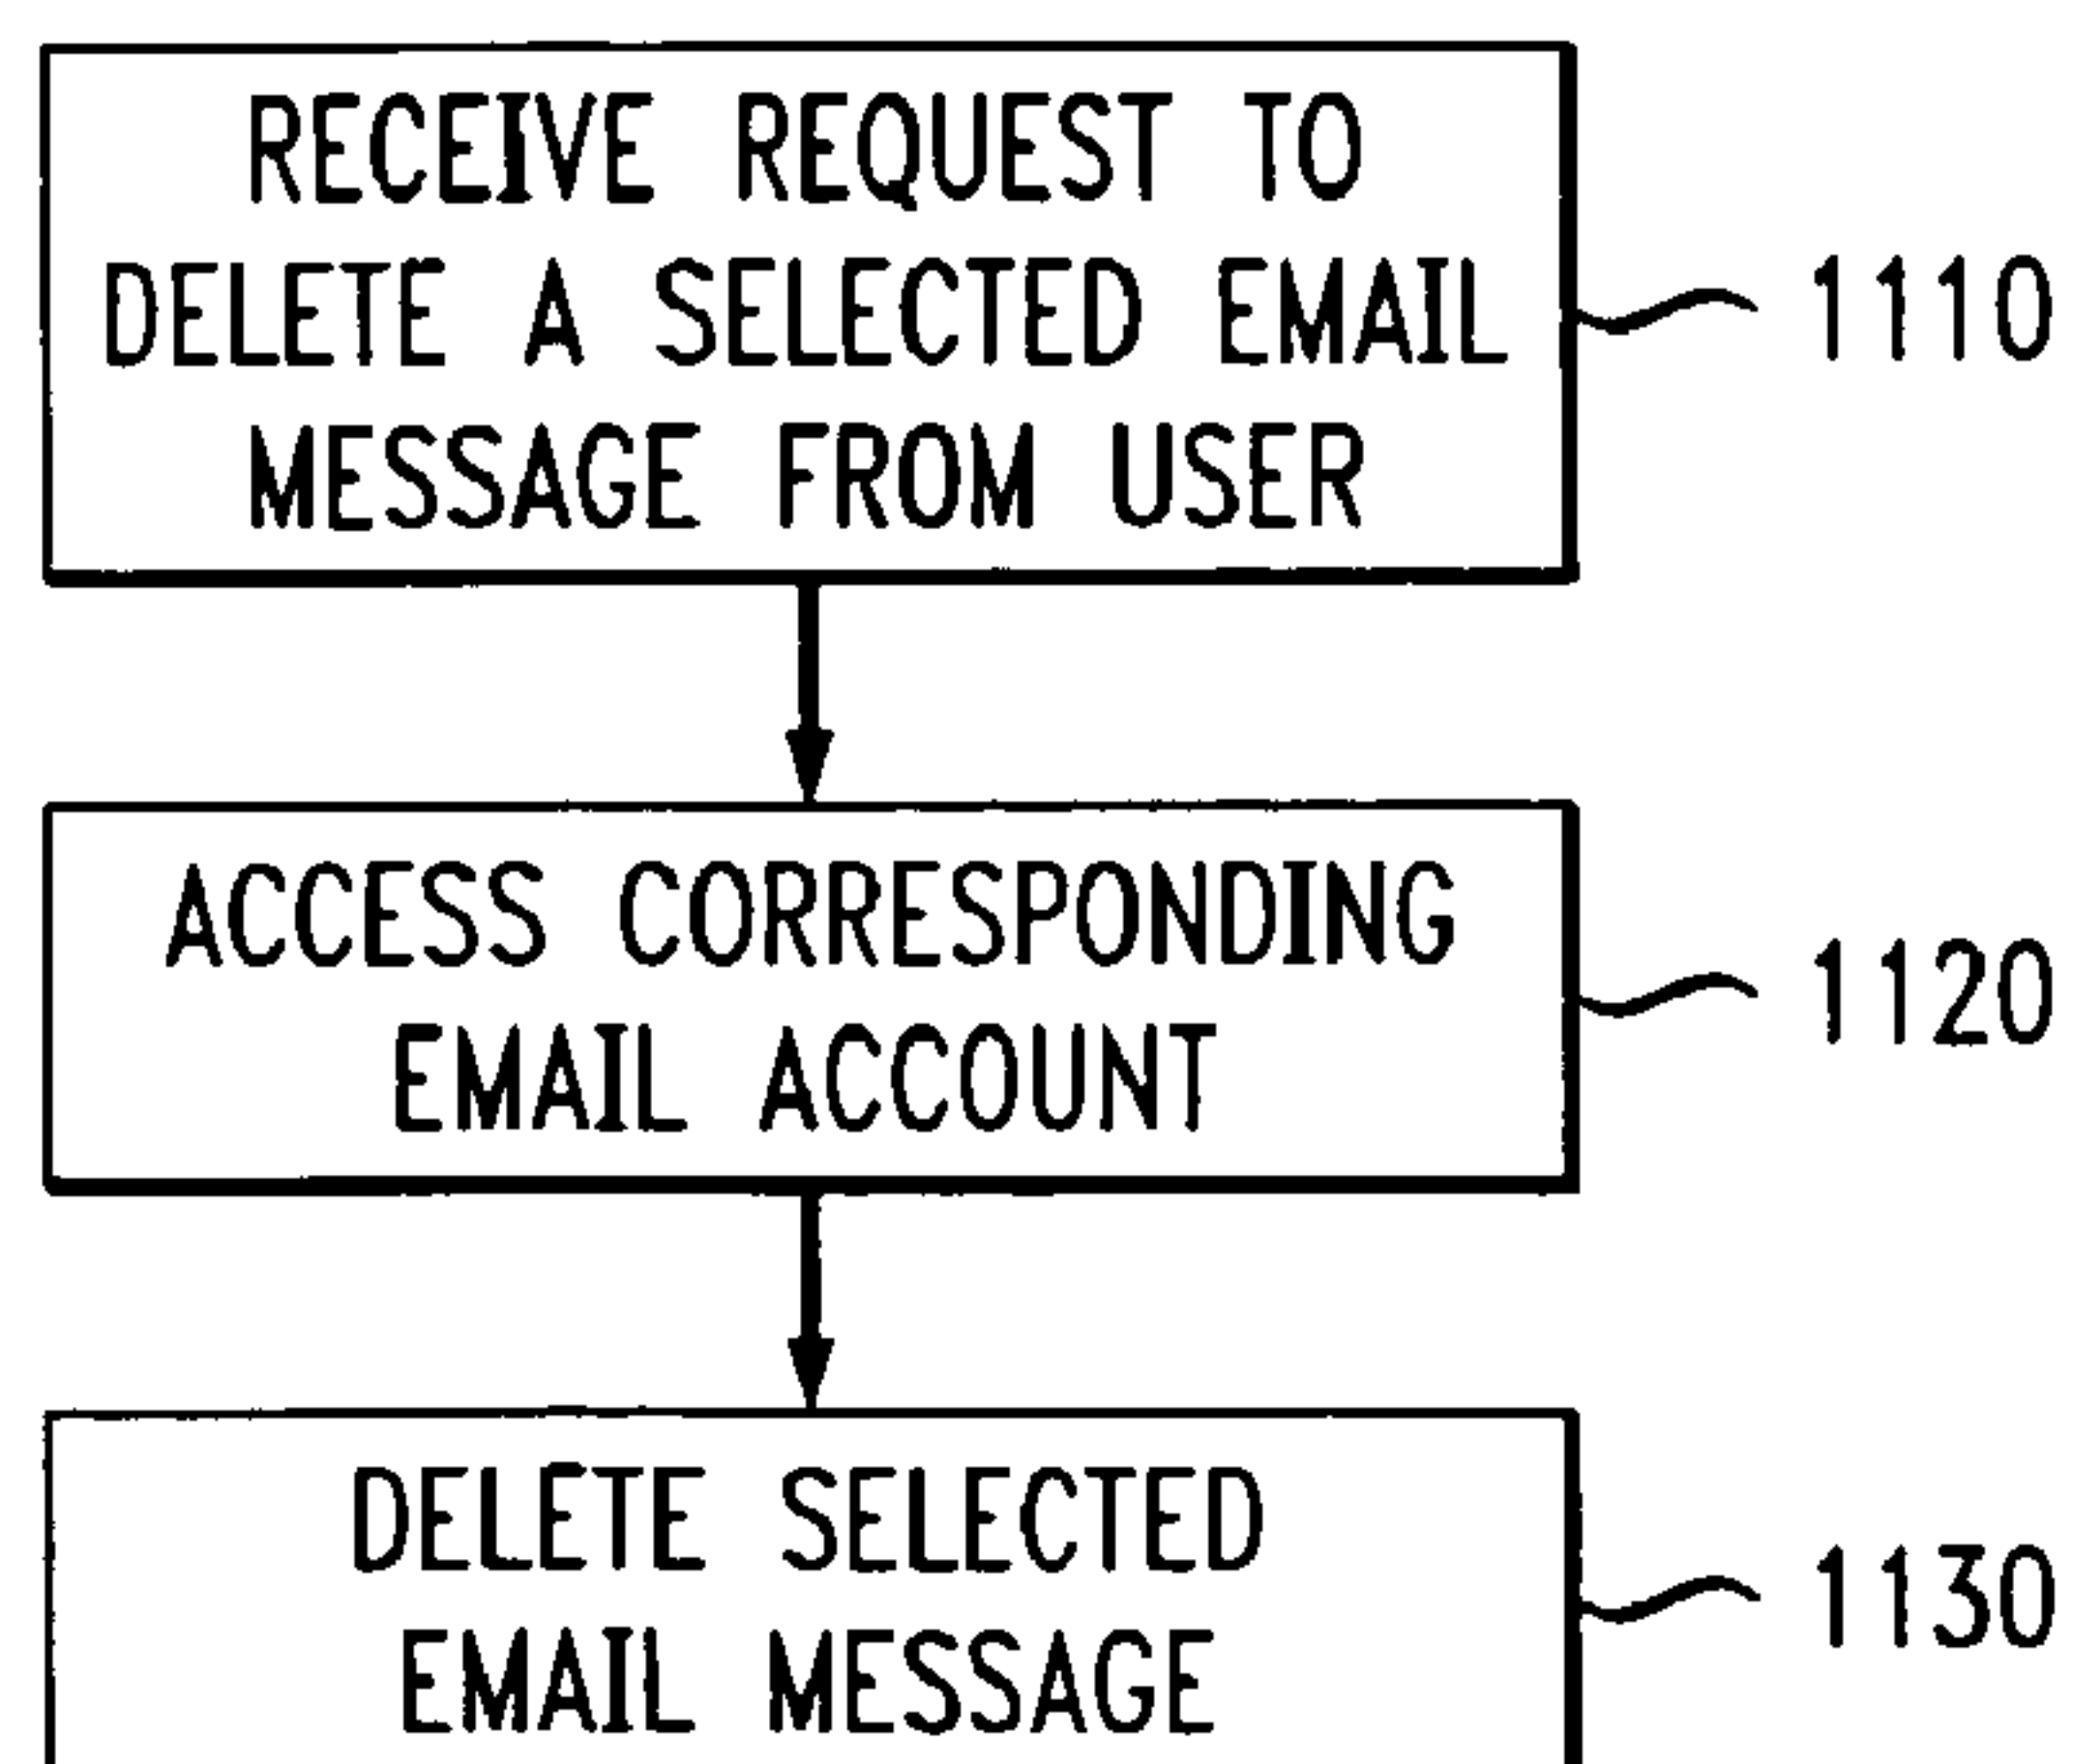 RECEIVE REQUEST TO
DELETE A SELECTED EMAIL
MESSAGE FROM USER
1110
ACCESS CORRESPONDING
EMAIL ACCOUNT
1120
DELETE SELECTED
EMAIL MESSAGE
1130